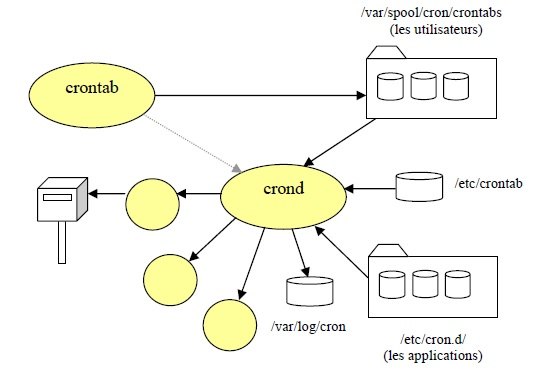 /var/spool/cron/crontabs
(les utilisateurs)
crontab
crond
/etc/crontab
/var/log/cron
/etc/cron.d/
(les applications)